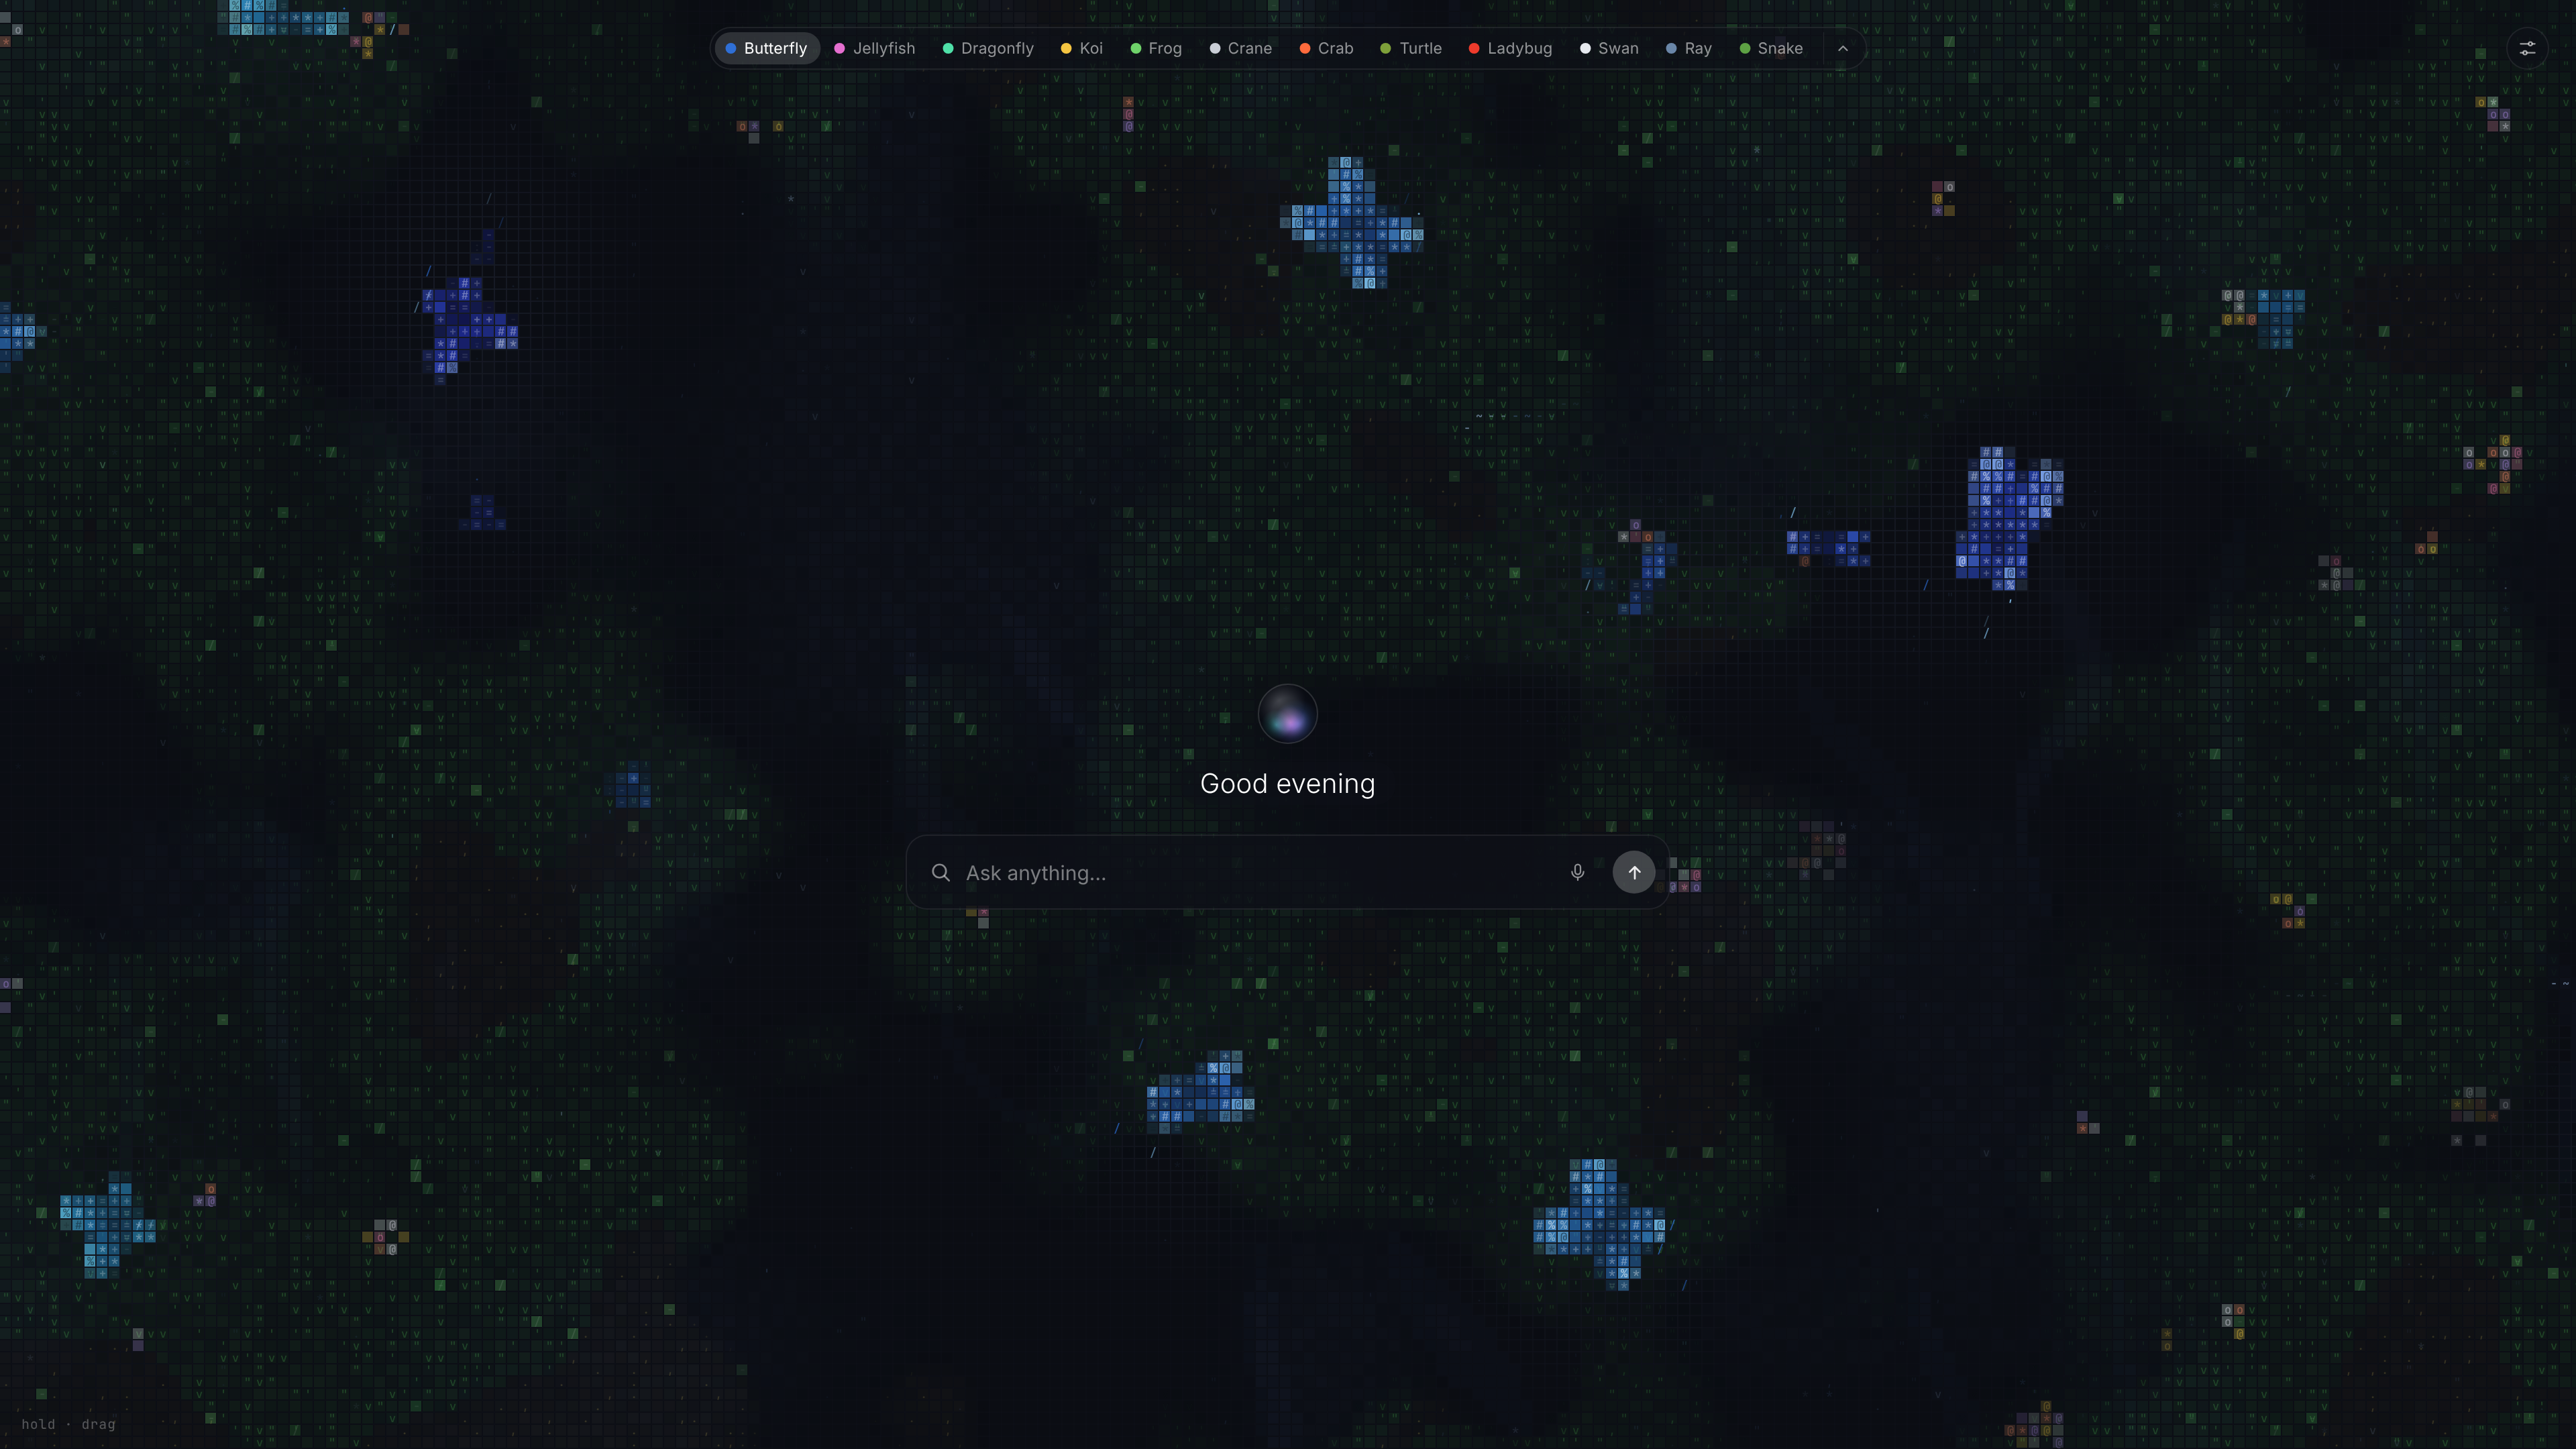 Butterfly Jellyfish Dragonfly Koi Frog Crane Crab Turtle Ladybug Swan Ray Snake
Good evening
Ask anything...
hold · drag